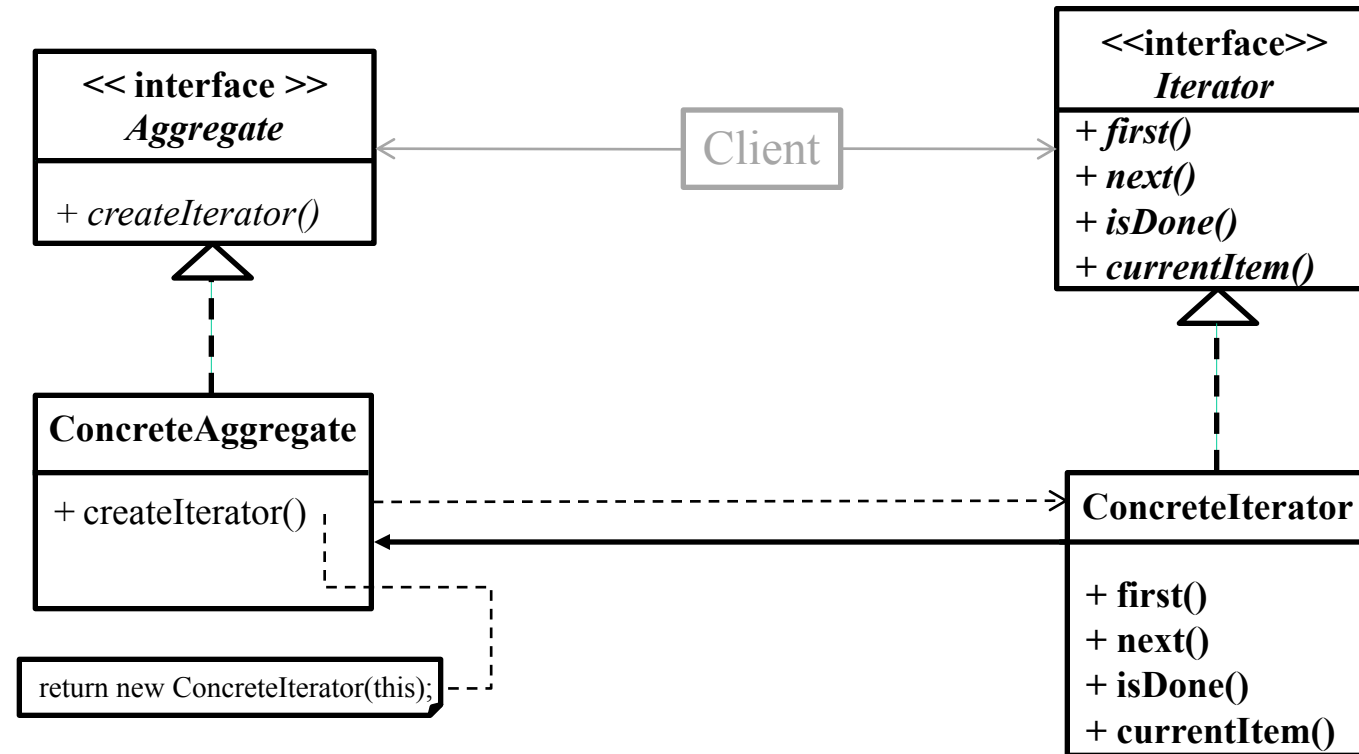 << interface >>
Aggregate
+ createIterator()
Client
<<interface>>
Iterator
+ first()
+ next()
+ isDone()
+ currentItem()
ConcreteAggregate
+ createIterator()
return new ConcreteIterator(this);
ConcreteIterator
+ first()
+ next()
+ isDone()
+ currentItem()